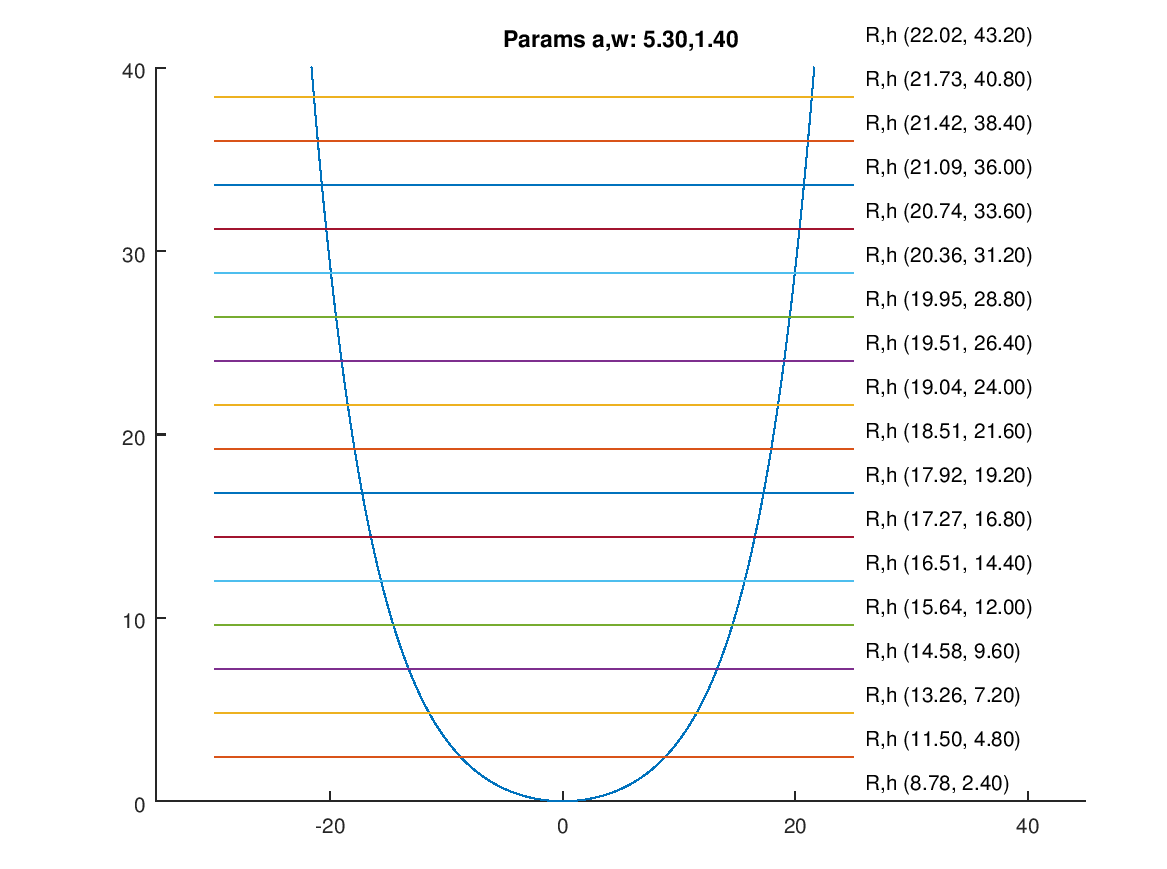 Params a,w: 5.30,1.40
R,h (22.02, 43.20)
R,h (21.73, 40.80)
R,h (21.42, 38.40)
R,h (21.09, 36.00)
R,h (20.74, 33.60)
R,h (20.36, 31.20)
R,h (19.95, 28.80)
R,h (19.51, 26.40)
R,h (19.04, 24.00)
R,h (18.51, 21.60)
R,h (17.92, 19.20)
R,h (17.27, 16.80)
R,h (16.51, 14.40)
R,h (15.64, 12.00)
R,h (14.58, 9.60)
R,h (13.26, 7.20)
R,h (11.50, 4.80)
R,h (8.78, 2.40)
40
30
20
10
0
-20 0 20 40